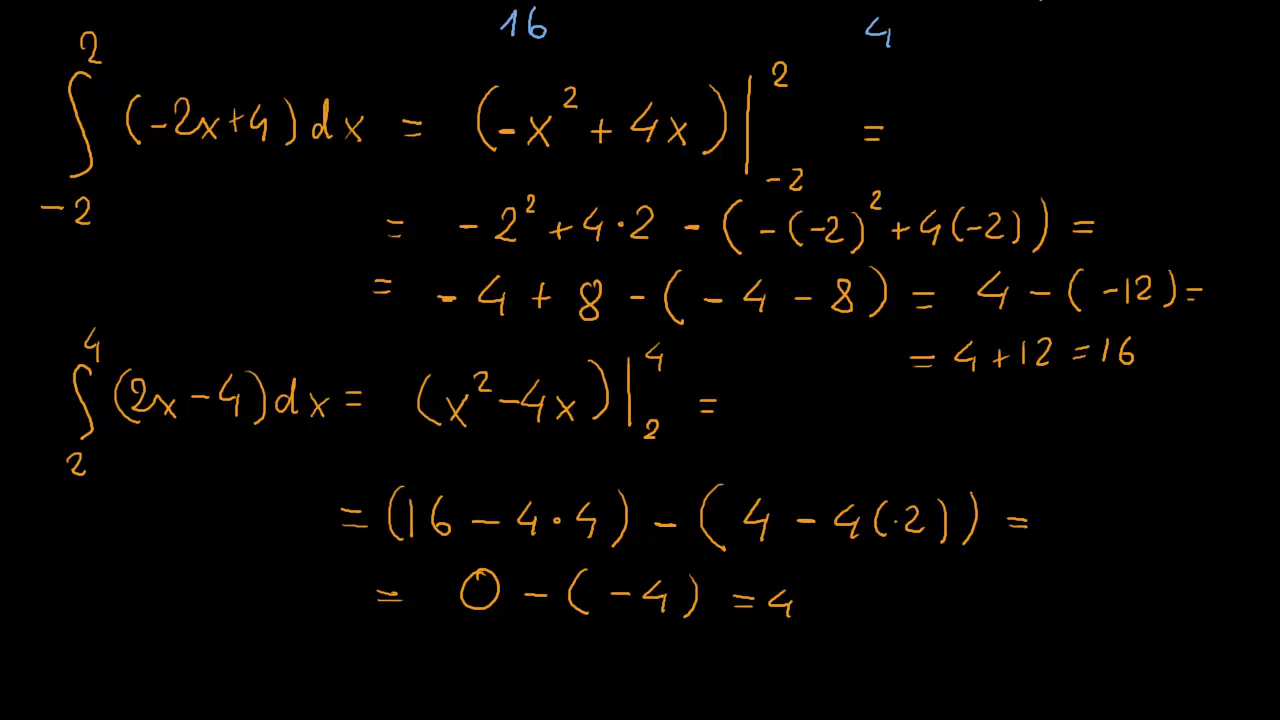 16 4
∫_{-2}^{2} (-2x+4)dx = (-x² + 4x)|_{-2}^{2} =
= -2² + 4·2 - (-(-2)² + 4(-2)) =
= -4 + 8 - (-4 - 8) = 4 - (-12) =
= 4 + 12 = 16
∫_{2}^{4} (2x-4)dx = (x² - 4x)|_{2}^{4} =
= (16 - 4·4) - (4 - 4(·2)) =
= 0 - (-4) = 4